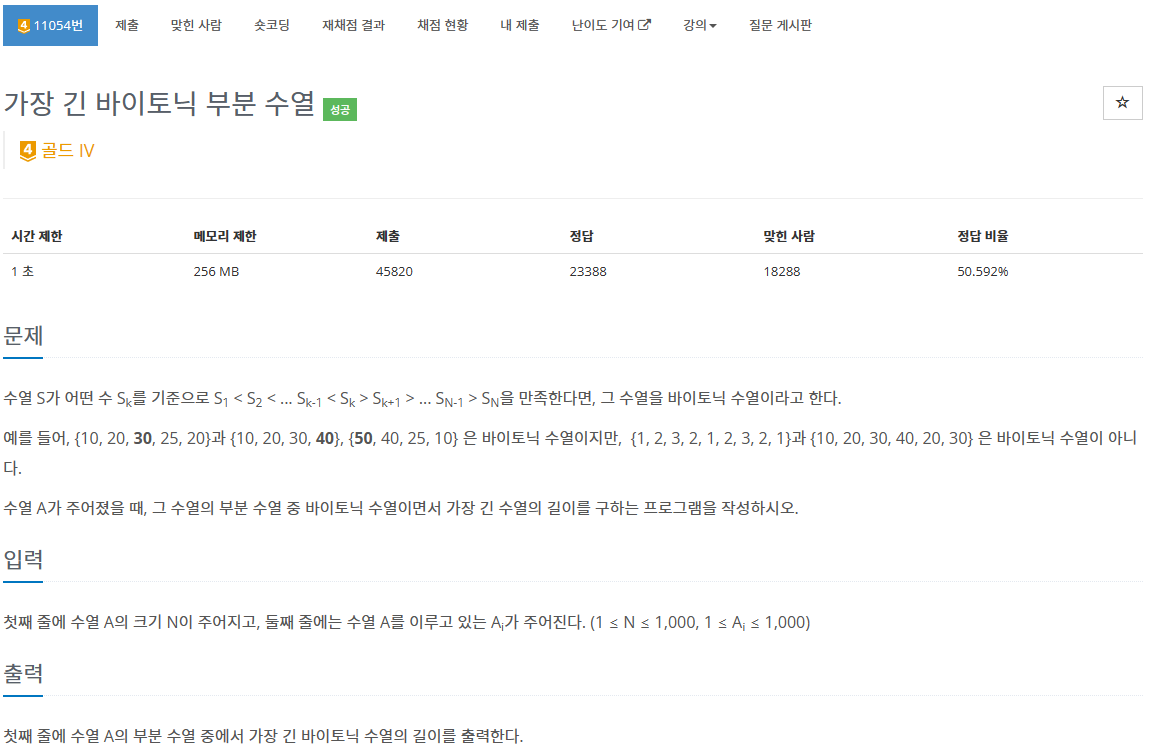 4 11054번 제출 맞힌 사람 숏코딩 재채점 결과 채점 현황 내 제출 난이도 기여 강의 질문 게시판
가장 긴 바이토닉 부분 수열 성공
4 골드 IV
시간 제한 메모리 제한 제출 정답 맞힌 사람 정답 비율
1 초 256 MB 45820 23388 18288 50.592%
문제
수열 S가 어떤 수 Sk를 기준으로 S1 < S2 < ... Sk-1 < Sk > Sk+1 > ... SN-1 > SN을 만족한다면, 그 수열을 바이토닉 수열이라고 한다.
예를 들어, {10, 20, 30, 25, 20}과 {10, 20, 30, 40}, {50, 40, 25, 10} 은 바이토닉 수열이지만, {1, 2, 3, 2, 1, 2, 3, 2, 1}과 {10, 20, 30, 40, 20, 30} 은 바이토닉 수열이 아니
다.
수열 A가 주어졌을 때, 그 수열의 부분 수열 중 바이토닉 수열이면서 가장 긴 수열의 길이를 구하는 프로그램을 작성하시오.
입력
첫째 줄에 수열 A의 크기 N이 주어지고, 둘째 줄에는 수열 A를 이루고 있는 Ai가 주어진다. (1 ≤ N ≤ 1,000, 1 ≤ Ai ≤ 1,000)
출력
첫째 줄에 수열 A의 부분 수열 중에서 가장 긴 바이토닉 수열의 길이를 출력한다.